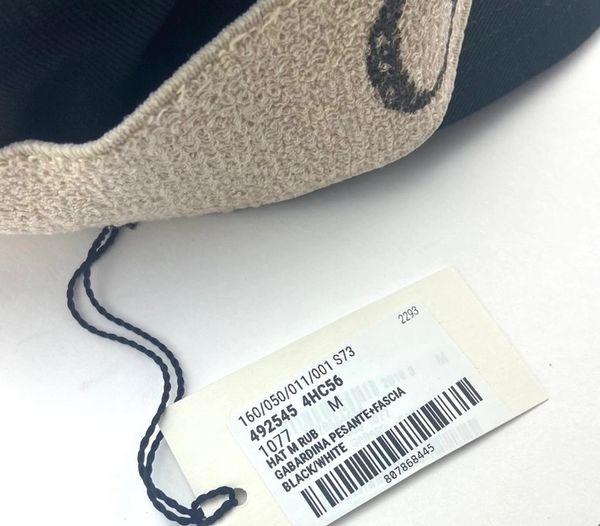 2293
160/050/011/001 S73
492545 4HC56
1077 M
HAT M RUB
GABARDINA PESANTE+FASCIA
BLACK/WHITE
807868445